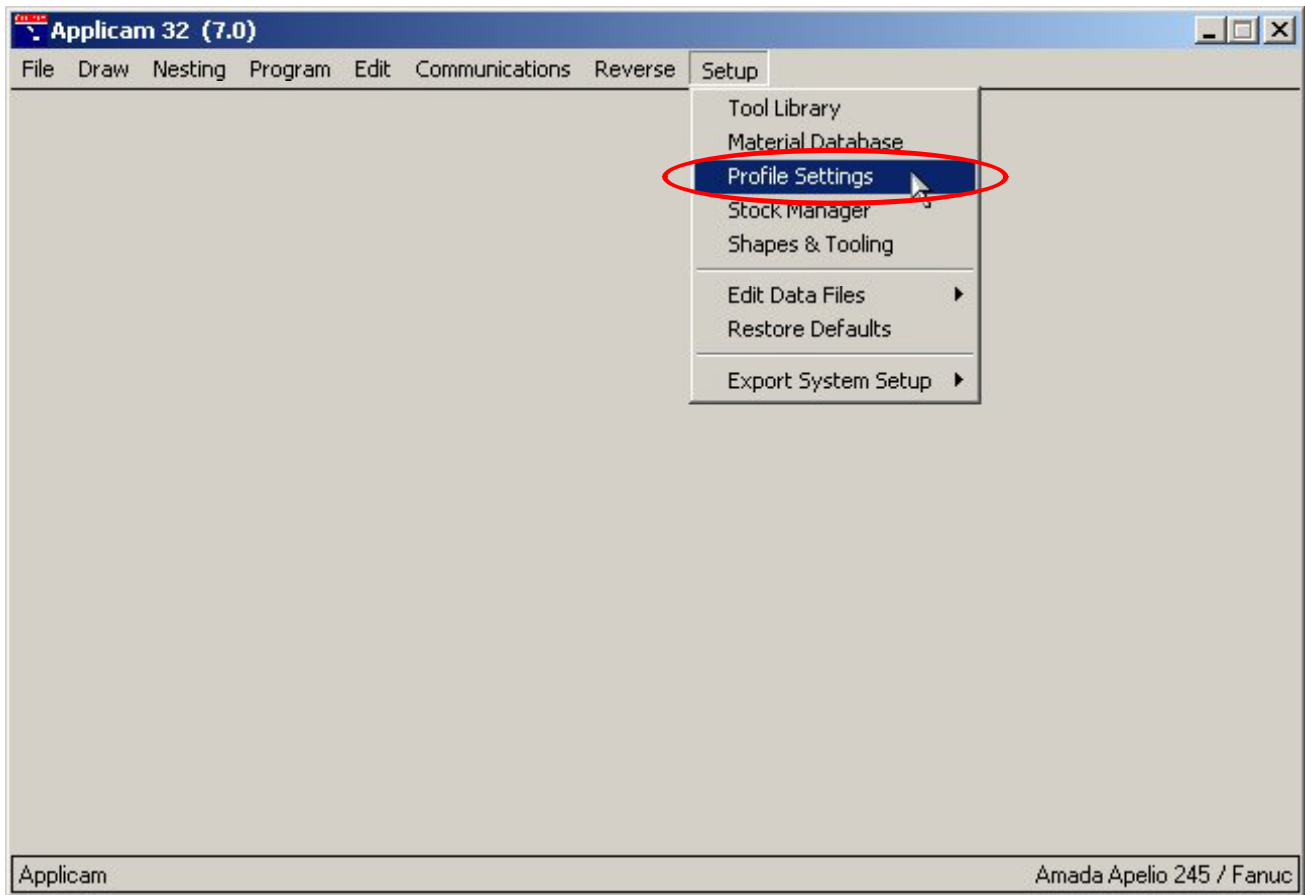 Applicam 32 (7.0)
File Draw Nesting Program Edit Communications Reverse Setup
Tool Library
Material Database
Profile Settings
Stock Manager
Shapes & Tooling
Edit Data Files
Restore Defaults
Export System Setup
Applicam Amada Apelio 245 / Fanuc